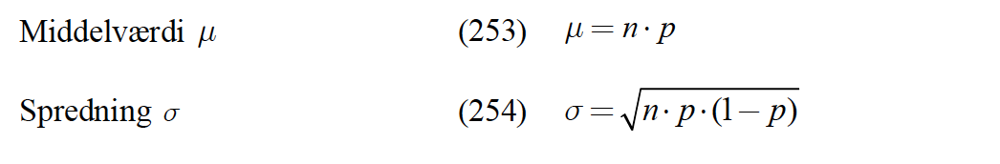 Middelværdi μ (253) μ = n · p
Spredning σ (254) σ = √n · p · (1 − p)